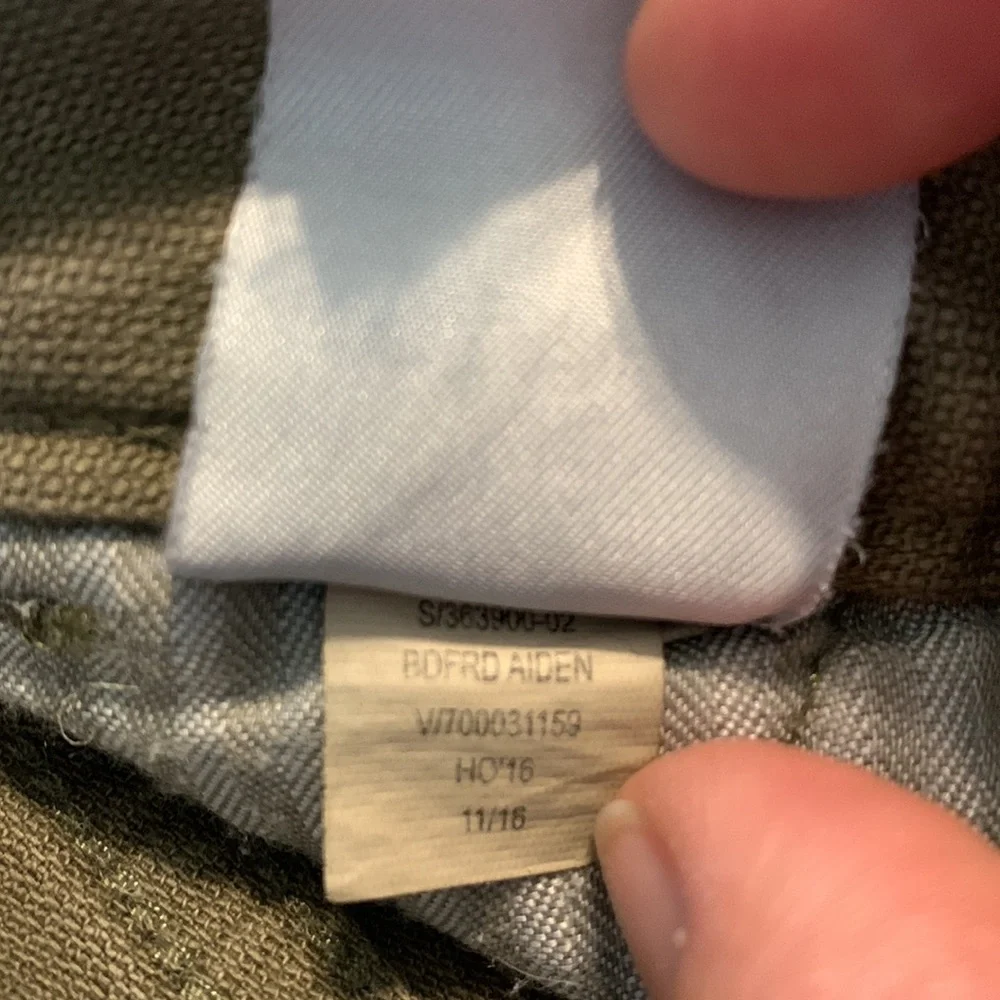 S/363900-02
BDFRD AIDEN
V/700031159
HO'16
11/16